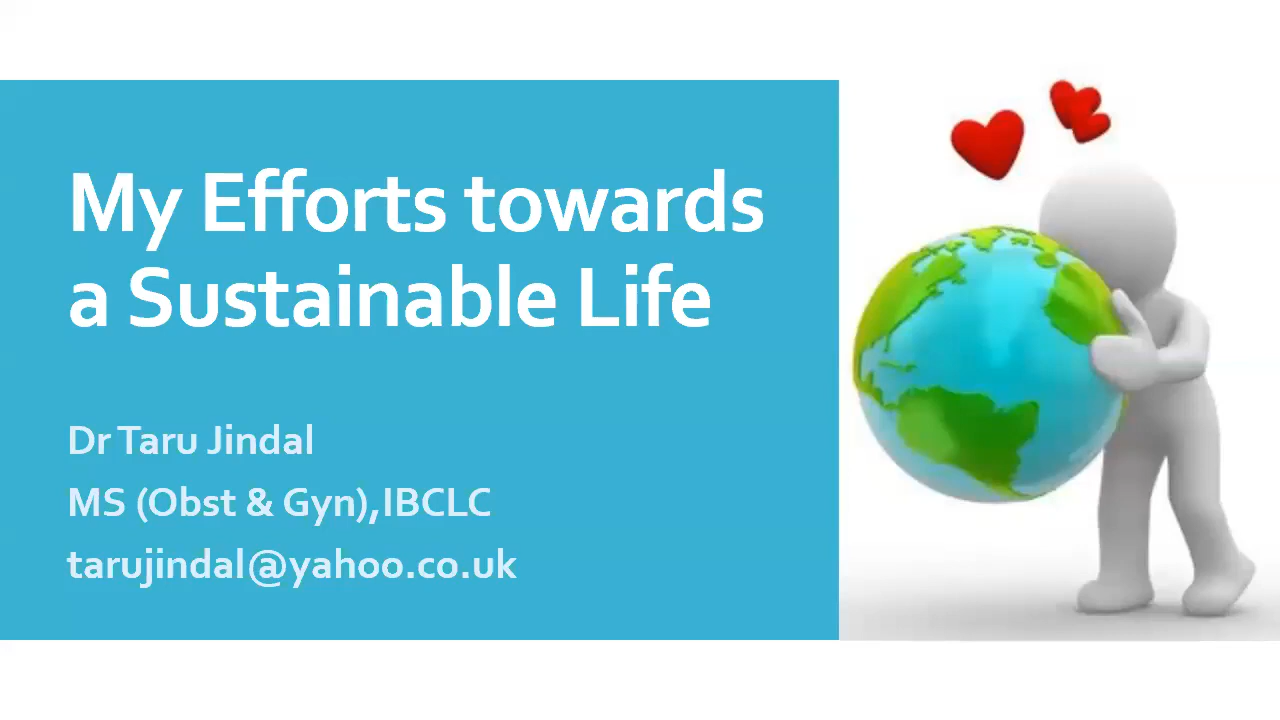 My Efforts towards
a Sustainable Life
Dr Taru Jindal
MS (Obst & Gyn),IBCLC
tarujindal@yahoo.co.uk